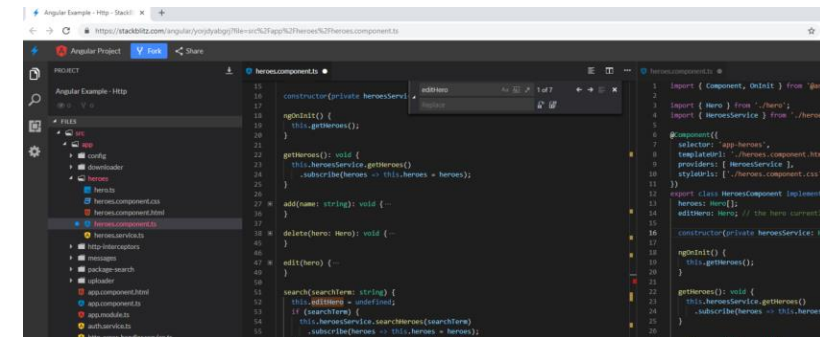 Angular Example - Http - StackB
https://stackblitz.com/angular/yorjdyabgrj?file=src%2Fapp%2Fheroes%2Fheroes.component.ts
Angular Project Fork Share
PROJECT
Angular Example - Http
FILES
src
app
config
downloader
heroes
hero.ts
heroes.component.css
heroes.component.html
heroes.component.ts
heroes.service.ts
http-interceptors
messages
package-search
uploader
app.component.html
app.component.ts
app.module.ts
auth.service.ts
heroes.component.ts
editHero
1 of 7
Replace
15
16 constructor(private heroesServi
17
18 ngOnInit() {
19 this.getHeroes();
20 }
21
22 getHeroes(): void {
23 this.heroesService.getHeroes()
24 .subscribe(heroes => this.heroes = heroes);
25 }
26
27 add(name: string): void {
36 }
37
38 delete(hero: Hero): void {
45 }
46
47 edit(hero) {
49 }
50
51 search(searchTerm: string) {
52 this.editHero = undefined;
53 if (searchTerm) {
54 this.heroesService.searchHeroes(searchTerm)
55 .subscribe(heroes => this.heroes = heroes);
heroes.component.ts
1 import { Component, OnInit } from '@a
2
3 import { Hero } from './hero';
4 import { HeroesService } from './heroe
5
6 @Component({
7 selector: 'app-heroes',
8 templateUrl: './heroes.component.ht
9 providers: [ HeroesService ],
10 styleUrls: ['./heroes.component.css
11 })
12 export class HeroesComponent implemen
13 heroes: Hero[];
14 editHero: Hero; // the hero current
15
16 constructor(private heroesService: H
17
18 ngOnInit() {
19 this.getHeroes();
20 }
21
22 getHeroes(): void {
23 this.heroesService.getHeroes()
24 .subscribe(heroes => this.heroes
25 }
26